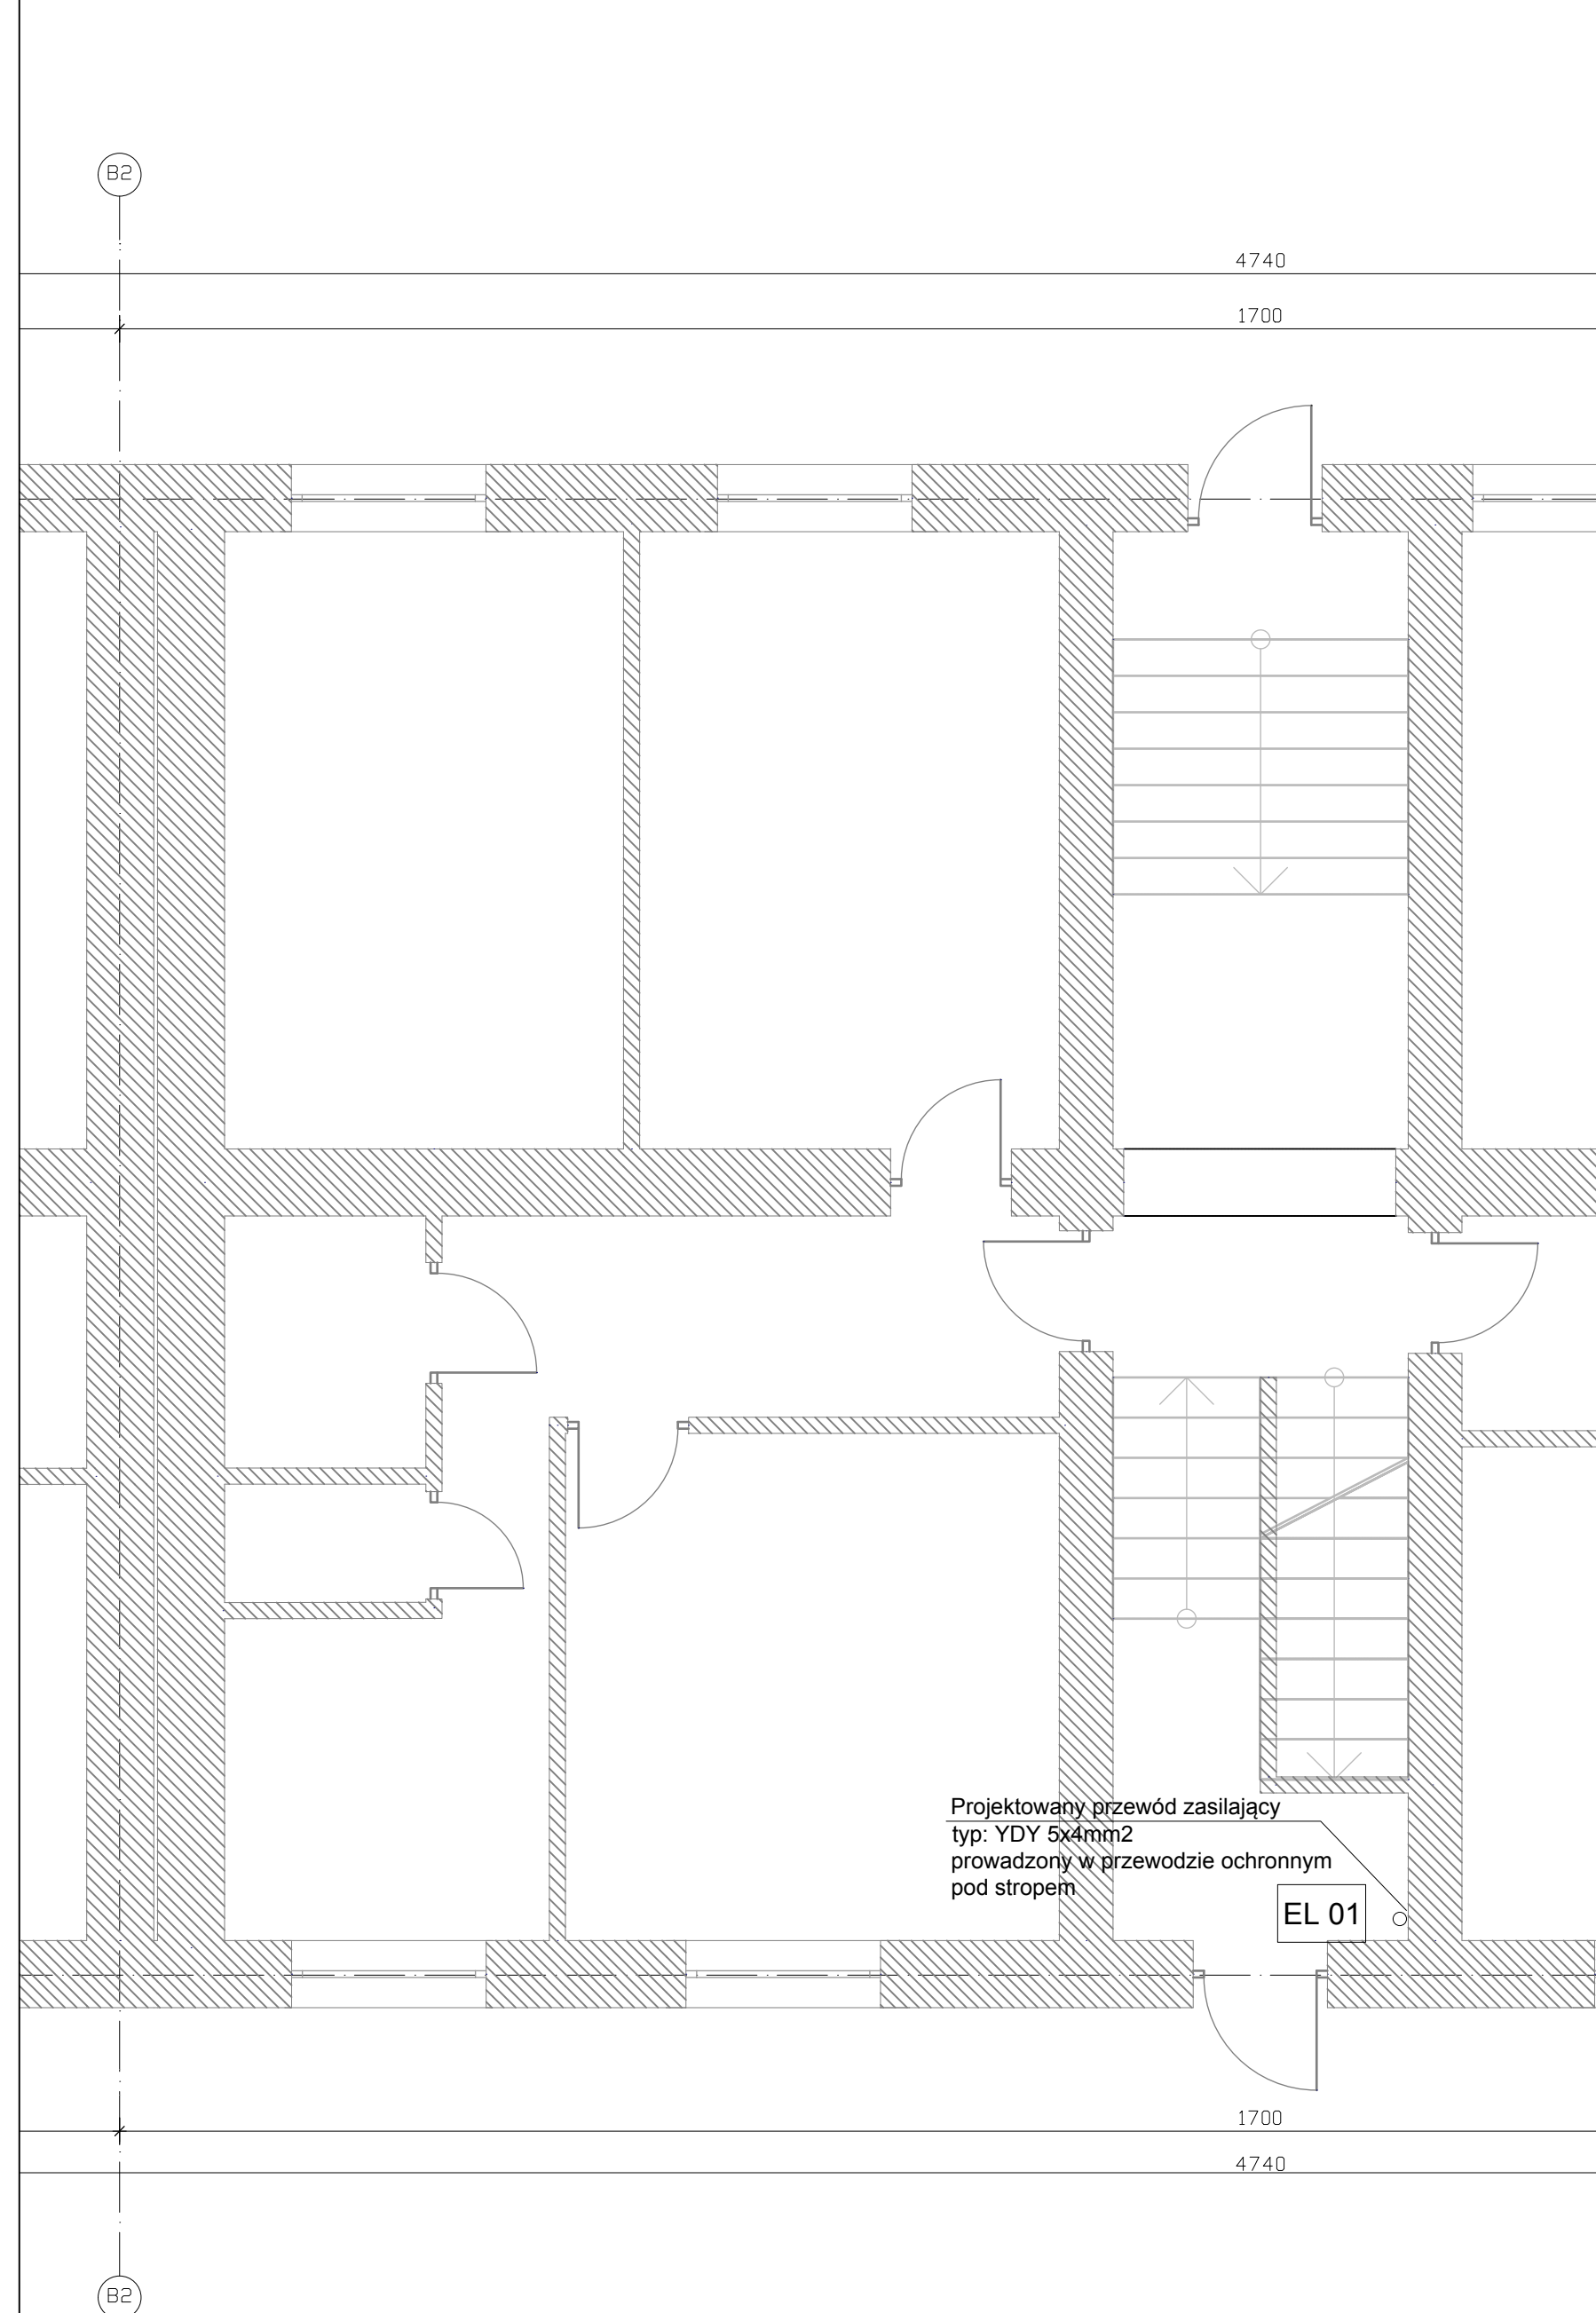 B2
4740
1700
Projektowany przewód zasilający
typ: YDY 5x4mm2
prowadzony w przewodzie ochronnym
pod stropem
EL 01
1700
4740
B2